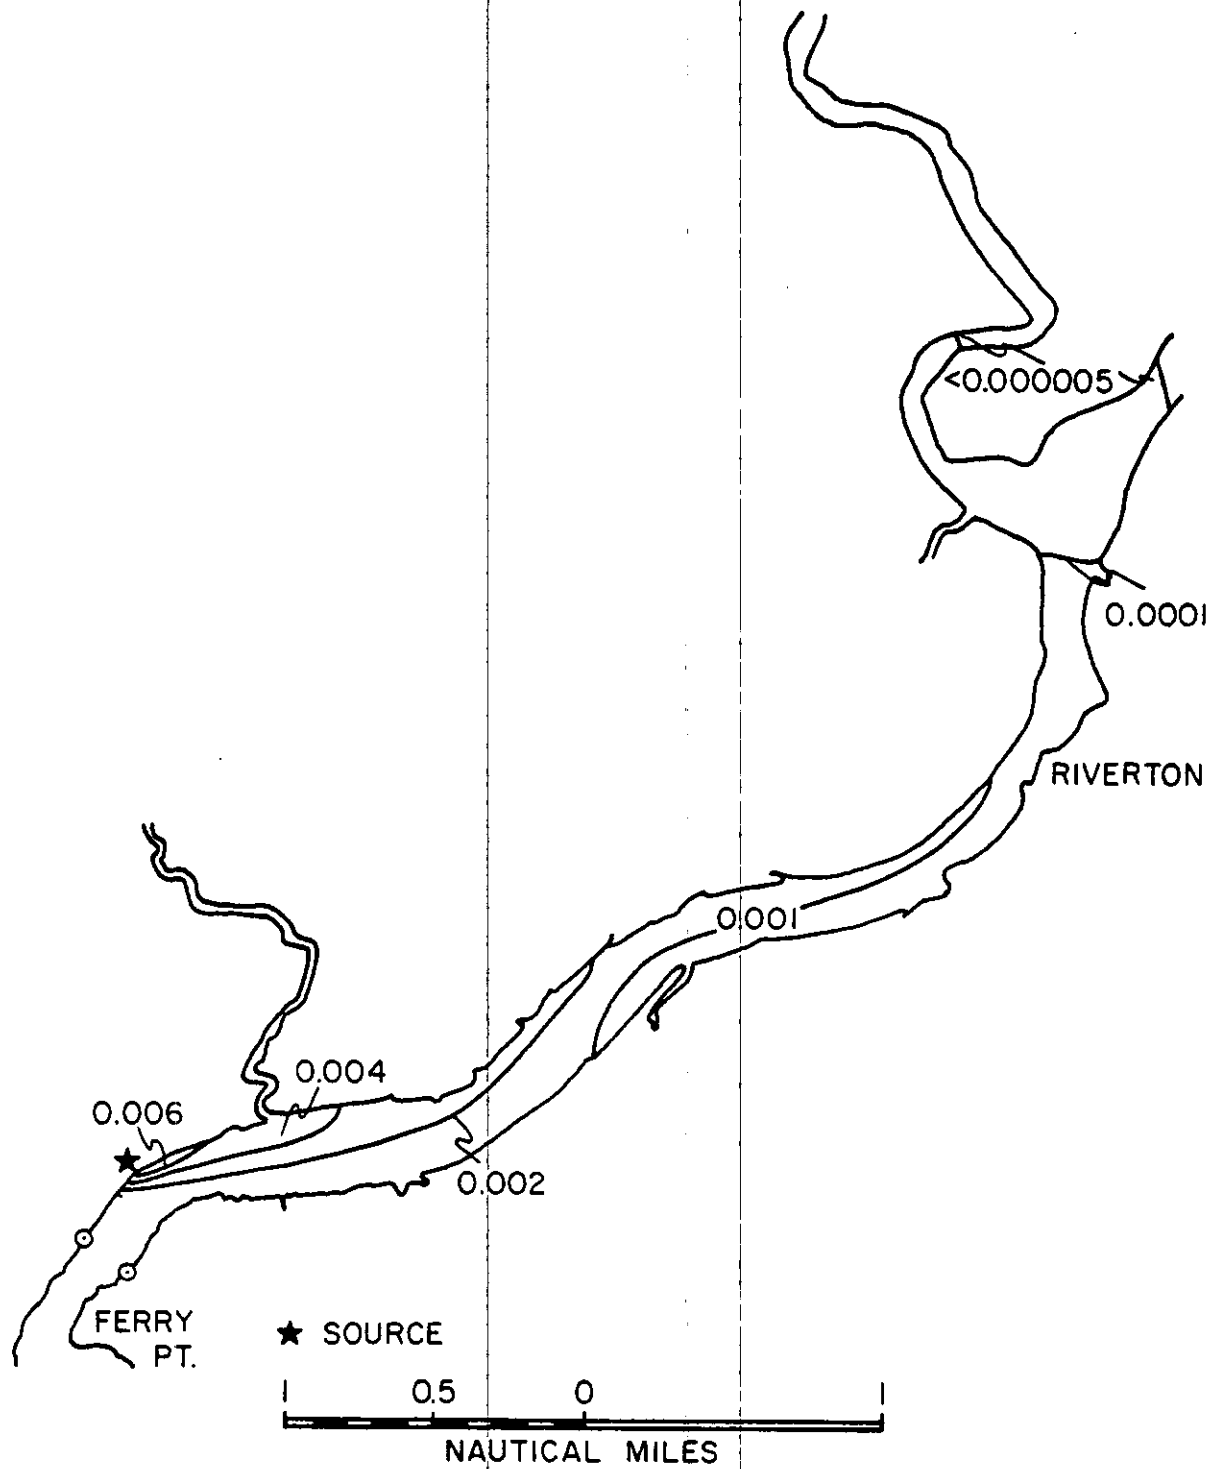 <0.000005
0.0001
RIVERTON
0.001
0.004
0.006
0.002
FERRY
PT.
★ SOURCE
1 0.5 0 1
NAUTICAL MILES